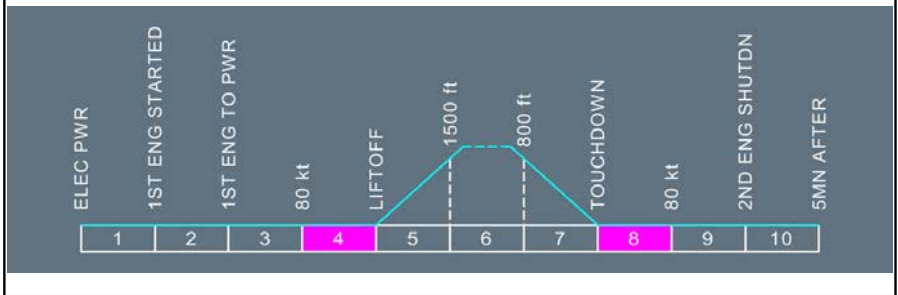 ELEC PWR
1ST ENG STARTED
1ST ENG TO PWR
80 kt
LIFTOFF
1500 ft
800 ft
TOUCHDOWN
80 kt
2ND ENG SHUTDN
5MN AFTER
1 2 3 4 5 6 7 8 9 10